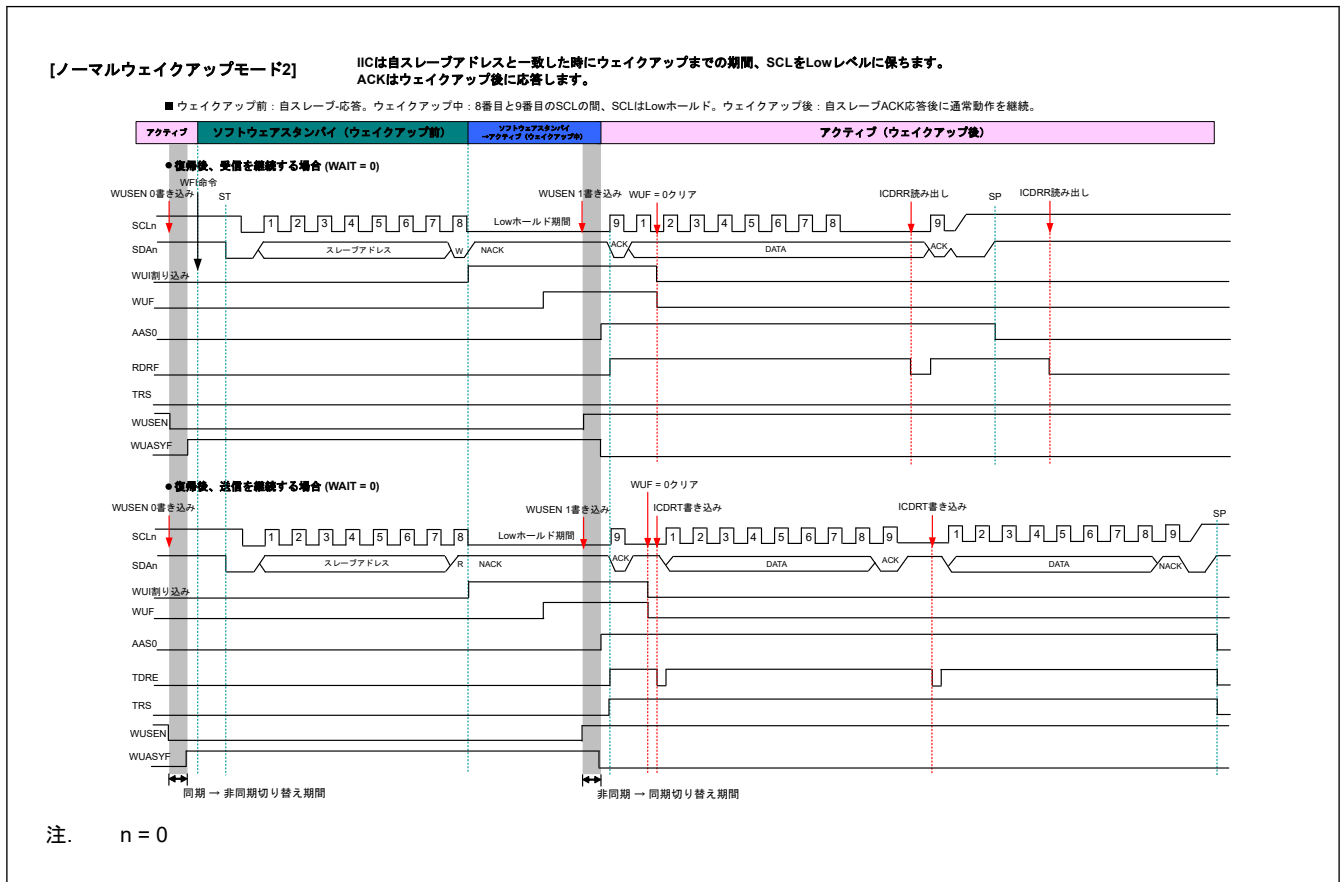 [ノーマルウェイクアップモード2]
IICは自スレーブアドレスと一致した時にウェイクアップまでの期間、SCLをLowレベルに保ちます。
ACKはウェイクアップ後に応答します。
■ ウェイクアップ前：自スレーブ-応答。ウェイクアップ中：8番目と9番目のSCLの間、SCLはLowホールド。ウェイクアップ後：自スレーブACK応答後に通常動作を継続。
アクティブ ソフトウェアスタンバイ（ウェイクアップ前） ソフトウェアスタンバイ →アクティブ（ウェイクアップ中） アクティブ（ウェイクアップ後）
● 復帰後、受信を継続する場合 (WAIT = 0)
WFI命令
WUSEN 0書き込み ST WUSEN 1書き込み WUF = 0クリア ICDRR読み出し SP ICDRR読み出し
SCLn 1 2 3 4 5 6 7 8 Lowホールド期間 9 1 2 3 4 5 6 7 8 9
SDAn スレーブアドレス W NACK ACK DATA ACK
WUI割り込み
WUF
AAS0
RDRF
TRS
WUSEN
WUASYF
● 復帰後、送信を継続する場合 (WAIT = 0)
WUF = 0クリア
WUSEN 0書き込み WUSEN 1書き込み ICDRT書き込み ICDRT書き込み SP
SCLn 1 2 3 4 5 6 7 8 Lowホールド期間 9 1 2 3 4 5 6 7 8 9 1 2 3 4 5 6 7 8 9
SDAn スレーブアドレス R NACK ACK DATA ACK DATA NACK
WUI割り込み
WUF
AAS0
TDRE
TRS
WUSEN
WUASYF
同期 → 非同期切り替え期間 非同期 → 同期切り替え期間
注. n = 0